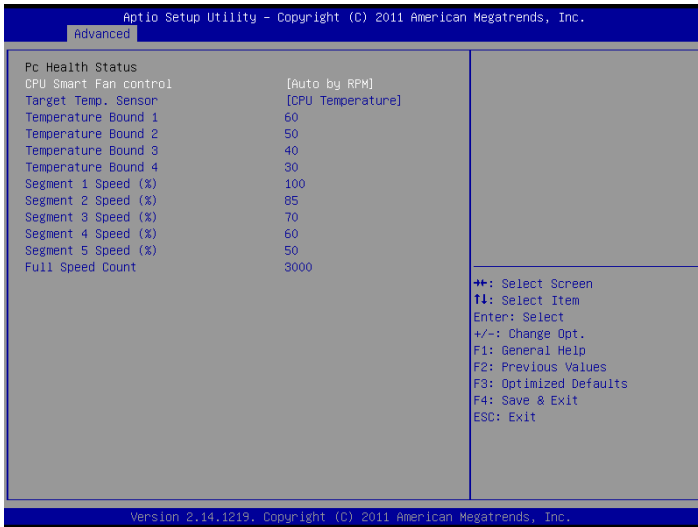 Aptio Setup Utility – Copyright (C) 2011 American Megatrends, Inc.
Advanced
Pc Health Status
CPU Smart Fan control [Auto by RPM]
Target Temp. Sensor [CPU Temperature]
Temperature Bound 1 60
Temperature Bound 2 50
Temperature Bound 3 40
Temperature Bound 4 30
Segment 1 Speed (%) 100
Segment 2 Speed (%) 85
Segment 3 Speed (%) 70
Segment 4 Speed (%) 60
Segment 5 Speed (%) 50
Full Speed Count 3000
→←: Select Screen
↑↓: Select Item
Enter: Select
+/-: Change Opt.
F1: General Help
F2: Previous Values
F3: Optimized Defaults
F4: Save & Exit
ESC: Exit
Version 2.14.1219. Copyright (C) 2011 American Megatrends, Inc.